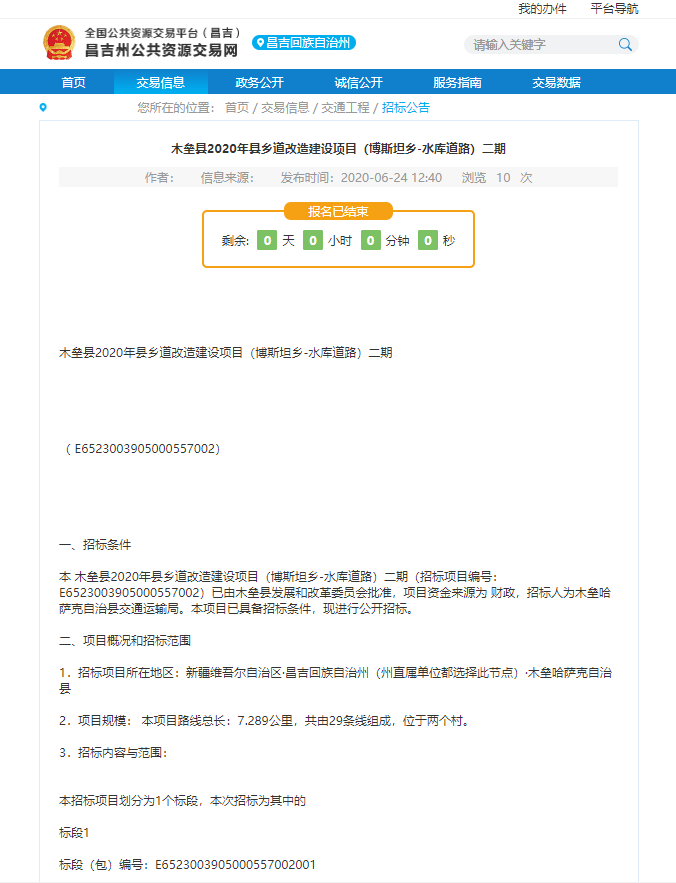 我的办件 平台导航
全国公共资源交易平台（昌吉）
昌吉州公共资源交易网
昌吉回族自治州
请输入关键字
首页 交易信息 政务公开 诚信公开 服务指南 交易数据
您所在的位置： 首页 / 交易信息 / 交通工程 / 招标公告
木垒县2020年县乡道改造建设项目（博斯坦乡-水库道路）二期
作者： 信息来源： 发布时间：2020-06-24 12:40 浏览 10 次
报名已结束
剩余: 0 天 0 小时 0 分钟 0 秒
木垒县2020年县乡道改造建设项目（博斯坦乡-水库道路）二期
（ E6523003905000557002）
一、招标条件
本 木垒县2020年县乡道改造建设项目（博斯坦乡-水库道路）二期（招标项目编号：
E6523003905000557002）已由木垒县发展和改革委员会批准，项目资金来源为 财政，招标人为木垒哈
萨克自治县交通运输局。本项目已具备招标条件，现进行公开招标。
二、项目概况和招标范围
1．招标项目所在地区：新疆维吾尔自治区·昌吉回族自治州（州直属单位都选择此节点）·木垒哈萨克自治
县
2．项目规模： 本项目路线总长：7.289公里，共由29条线组成，位于两个村。
3．招标内容与范围：
本招标项目划分为1个标段，本次招标为其中的
标段1
标段（包）编号：E6523003905000557002001